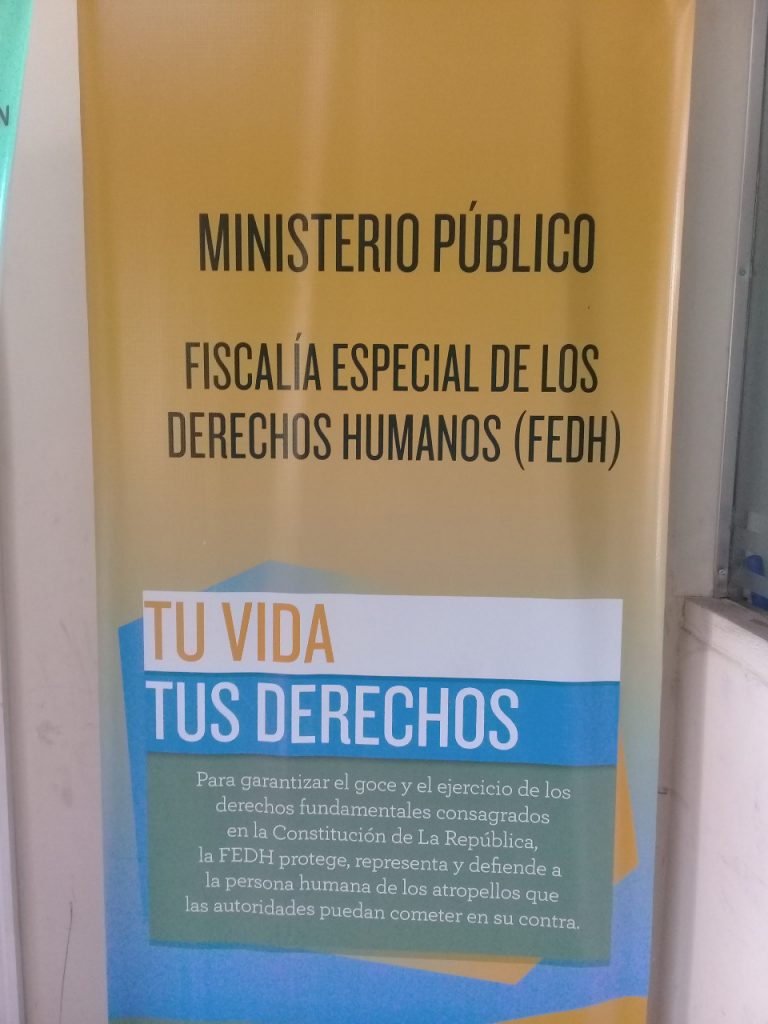 N
MINISTERIO PÚBLICO
FISCALÍA ESPECIAL DE LOS
DERECHOS HUMANOS (FEDH)
TU VIDA
TUS DERECHOS
Para garantizar el goce y el ejercicio de los
derechos fundamentales consagrados
en la Constitución de La República,
la FEDH protege, representa y defiende a
la persona humana de los atropellos que
las autoridades puedan cometer en su contra.